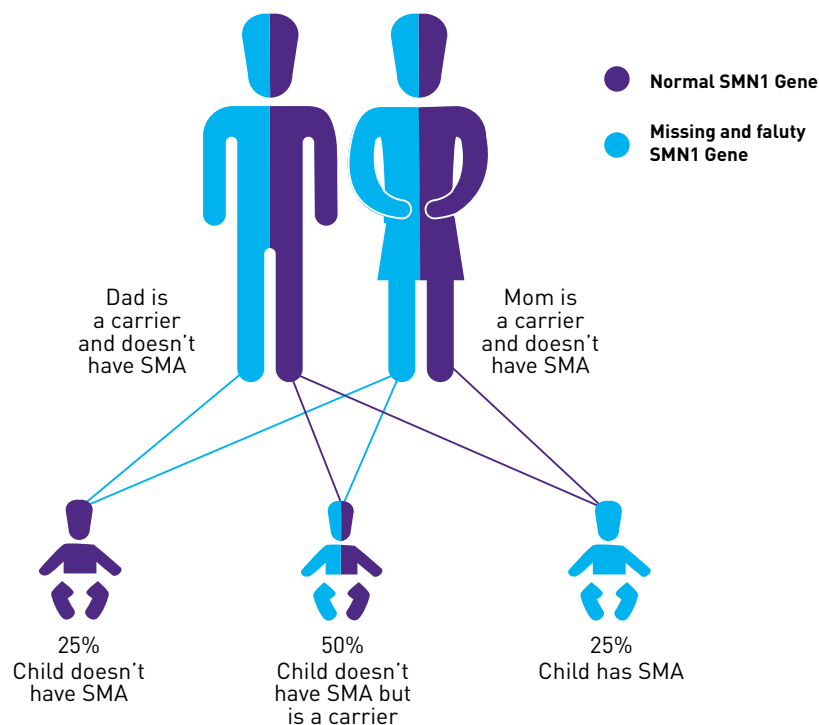 Normal SMN1 Gene
Missing and faluty
SMN1 Gene
Dad is
a carrier
and doesn't
have SMA
Mom is
a carrier
and doesn't
have SMA
25%
Child doesn't
have SMA
50%
Child doesn't
have SMA but
is a carrier
25%
Child has SMA